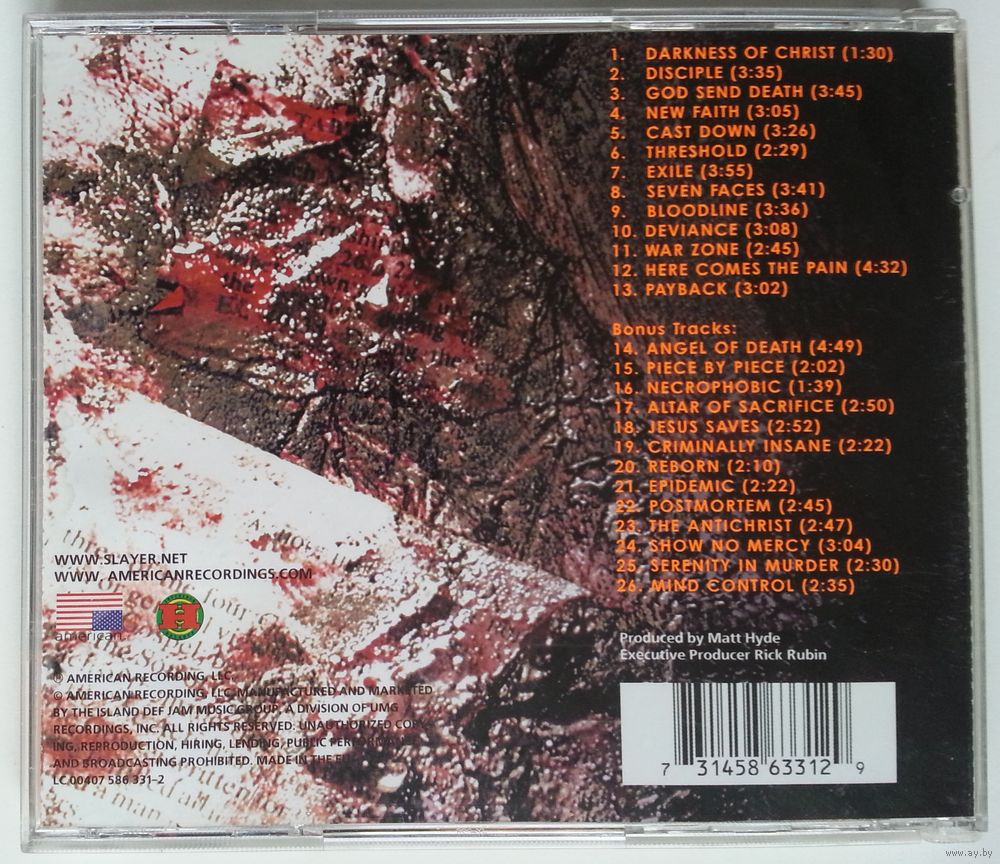 1. DARKNESS OF CHRIST (1:30)
2. DISCIPLE (3:35)
3. GOD SEND DEATH (3:45)
4. NEW FAITH (3:05)
5. CAST DOWN (3:26)
6. THRESHOLD (2:29)
7. EXILE (3:55)
8. SEVEN FACES (3:41)
9. BLOODLINE (3:36)
10. DEVIANCE (3:08)
11. WAR ZONE (2:45)
12. HERE COMES THE PAIN (4:32)
13. PAYBACK (3:02)
Bonus Tracks:
14. ANGEL OF DEATH (4:49)
15. PIECE BY PIECE (2:02)
16. NECROPHOBIC (1:39)
17. ALTAR OF SACRIFICE (2:50)
18. JESUS SAVES (2:52)
19. CRIMINALLY INSANE (2:22)
20. REBORN (2:10)
21. EPIDEMIC (2:22)
22. POSTMORTEM (2:45)
23. THE ANTICHRIST (2:47)
24. SHOW NO MERCY (3:04)
25. SERENITY IN MURDER (2:30)
26. MIND CONTROL (2:35)
Produced by Matt Hyde
Executive Producer Rick Rubin
7 31458 63312 9
WWW.SLAYER.NET
WWW. AMERICANRECORDINGS.COM
american
℗ AMERICAN RECORDING, LLC.
© AMERICAN RECORDING, LLC. MANUFACTURED AND MARKETED
BY THE ISLAND DEF JAM MUSIC GROUP, A DIVISION OF UMG
RECORDINGS, INC. ALL RIGHTS RESERVED. UNAUTHORIZED COPY-
ING, REPRODUCTION, HIRING, LENDING, PUBLIC PERFORMANCE
AND BROADCASTING PROHIBITED. MADE IN THE EU.
LC 00407 586 331-2
www.ay.by